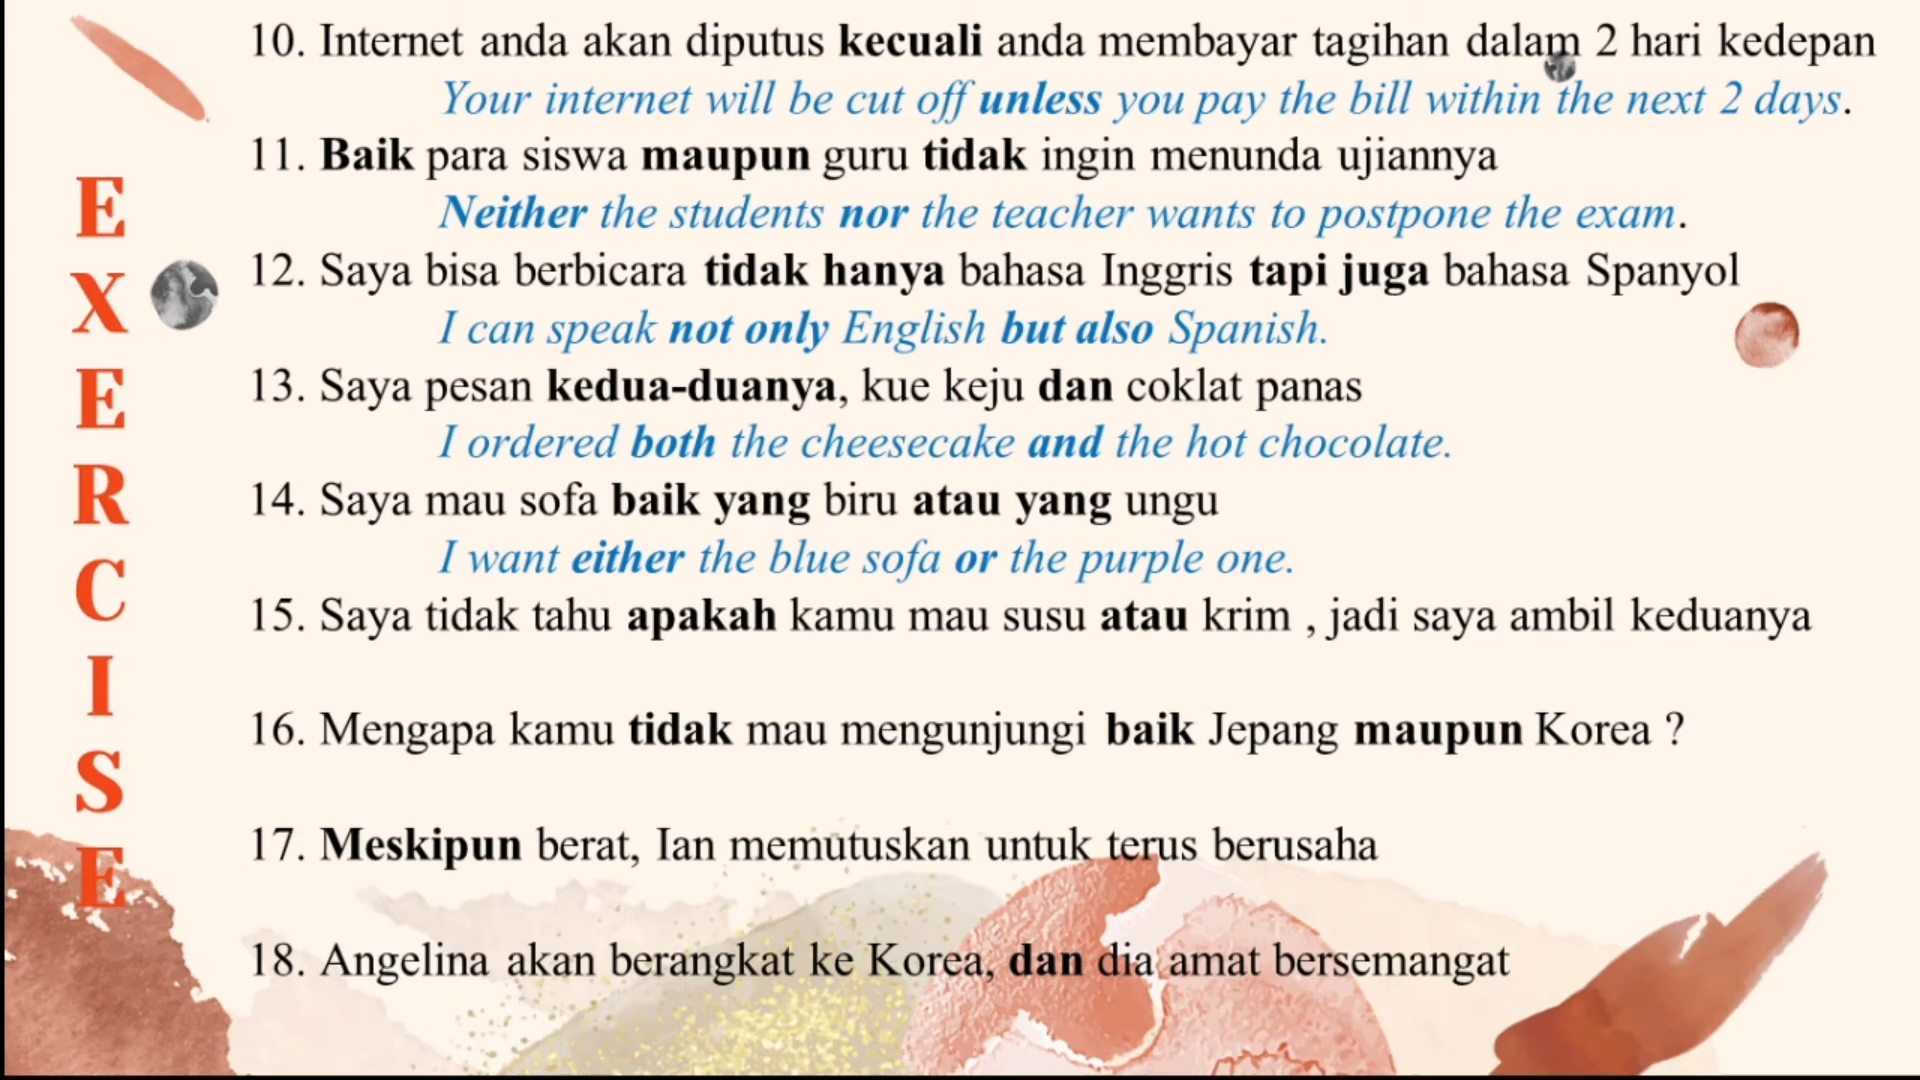 EXERCISE
10. Internet anda akan diputus kecuali anda membayar tagihan dalam 2 hari kedepan
Your internet will be cut off unless you pay the bill within the next 2 days.
11. Baik para siswa maupun guru tidak ingin menunda ujiannya
Neither the students nor the teacher wants to postpone the exam.
12. Saya bisa berbicara tidak hanya bahasa Inggris tapi juga bahasa Spanyol
I can speak not only English but also Spanish.
13. Saya pesan kedua-duanya, kue keju dan coklat panas
I ordered both the cheesecake and the hot chocolate.
14. Saya mau sofa baik yang biru atau yang ungu
I want either the blue sofa or the purple one.
15. Saya tidak tahu apakah kamu mau susu atau krim , jadi saya ambil keduanya
16. Mengapa kamu tidak mau mengunjungi baik Jepang maupun Korea ?
17. Meskipun berat, Ian memutuskan untuk terus berusaha
18. Angelina akan berangkat ke Korea, dan dia amat bersemangat